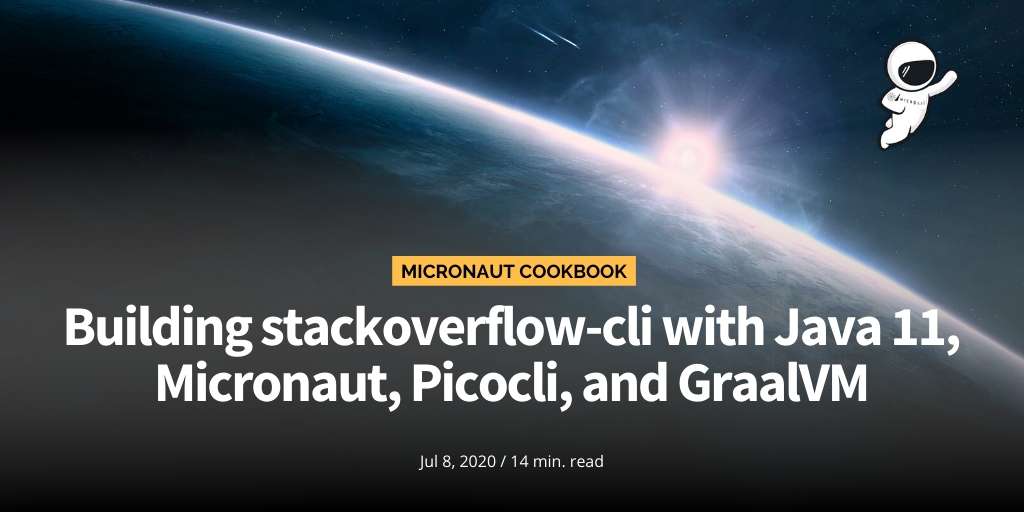 MICRONAUT COOKBOOK
Building stackoverflow-cli with Java 11,
Micronaut, Picocli, and GraalVM
Jul 8, 2020 / 14 min. read